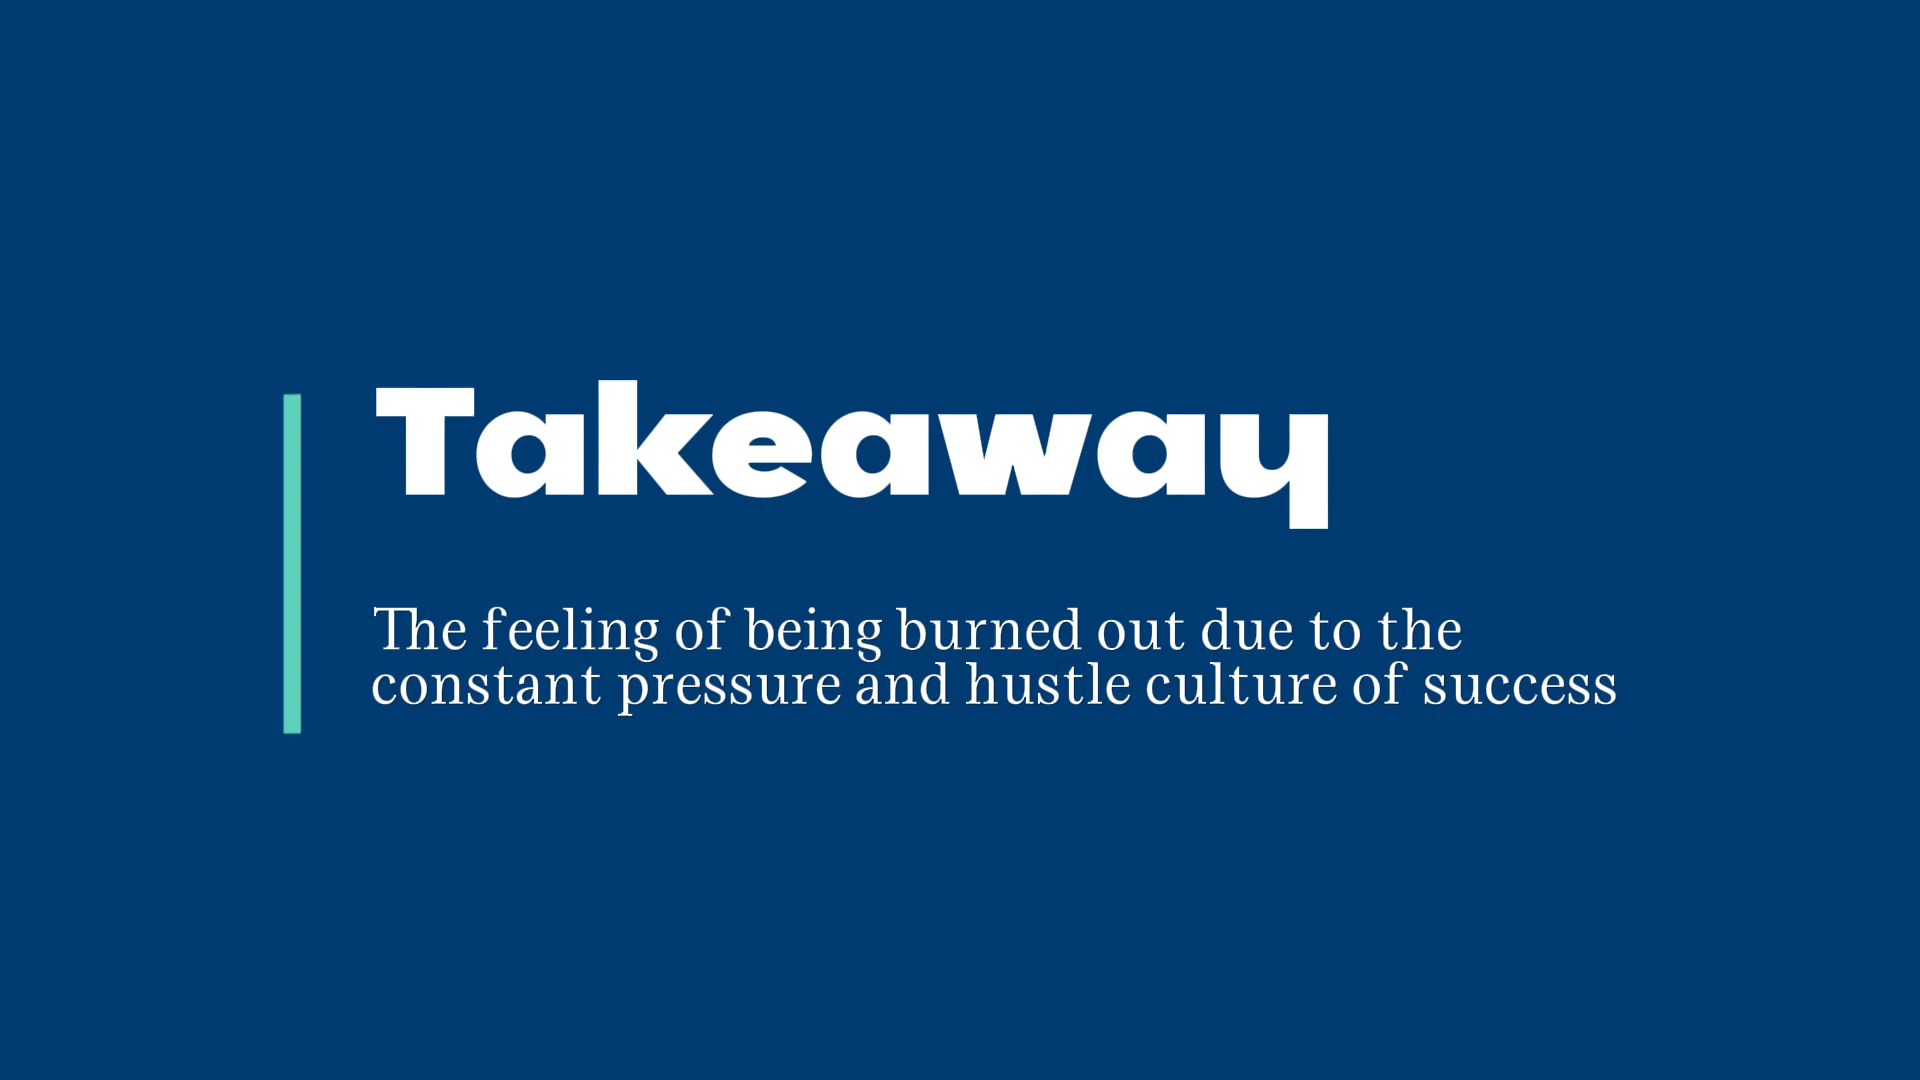 Takeaway
The feeling of being burned out due to the
constant pressure and hustle culture of success